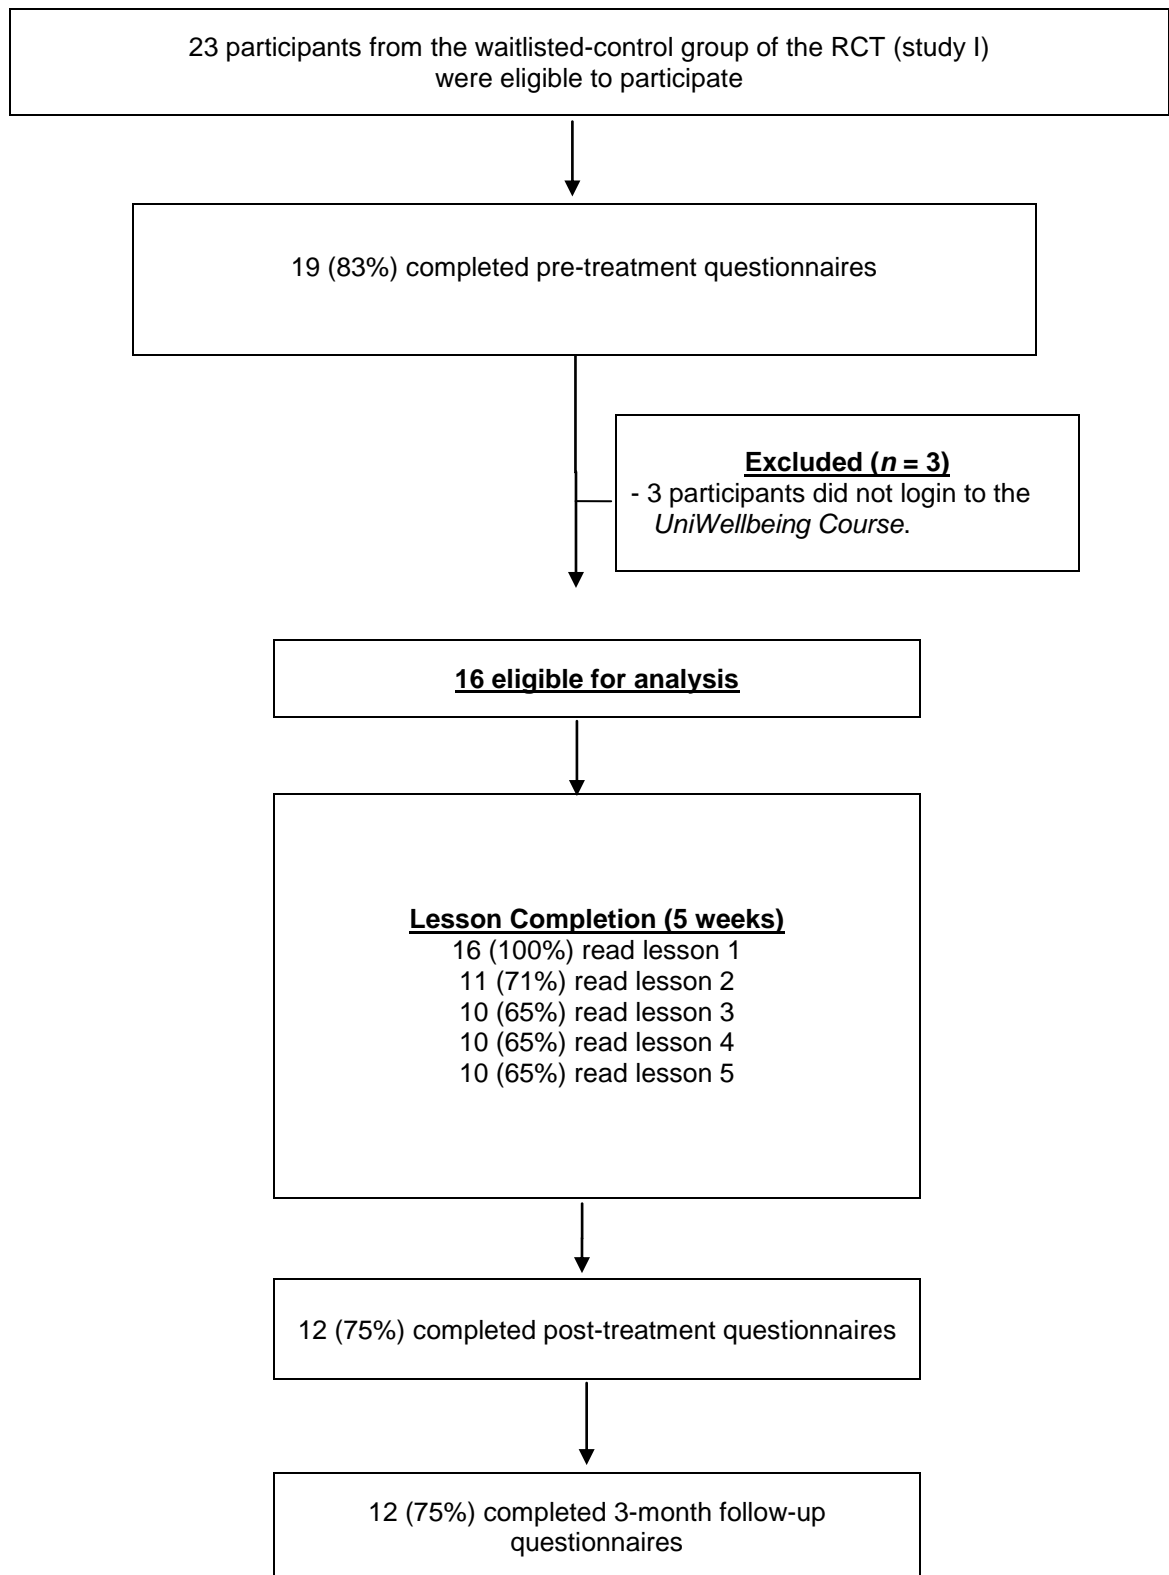 23 participants from the waitlisted-control group of the RCT (study I)
were eligible to participate
19 (83%) completed pre-treatment questionnaires
Excluded (n = 3)
- 3 participants did not login to the
UniWellbeing Course.
16 eligible for analysis
Lesson Completion (5 weeks)
16 (100%) read lesson 1
11 (71%) read lesson 2
10 (65%) read lesson 3
10 (65%) read lesson 4
10 (65%) read lesson 5
12 (75%) completed post-treatment questionnaires
12 (75%) completed 3-month follow-up
questionnaires